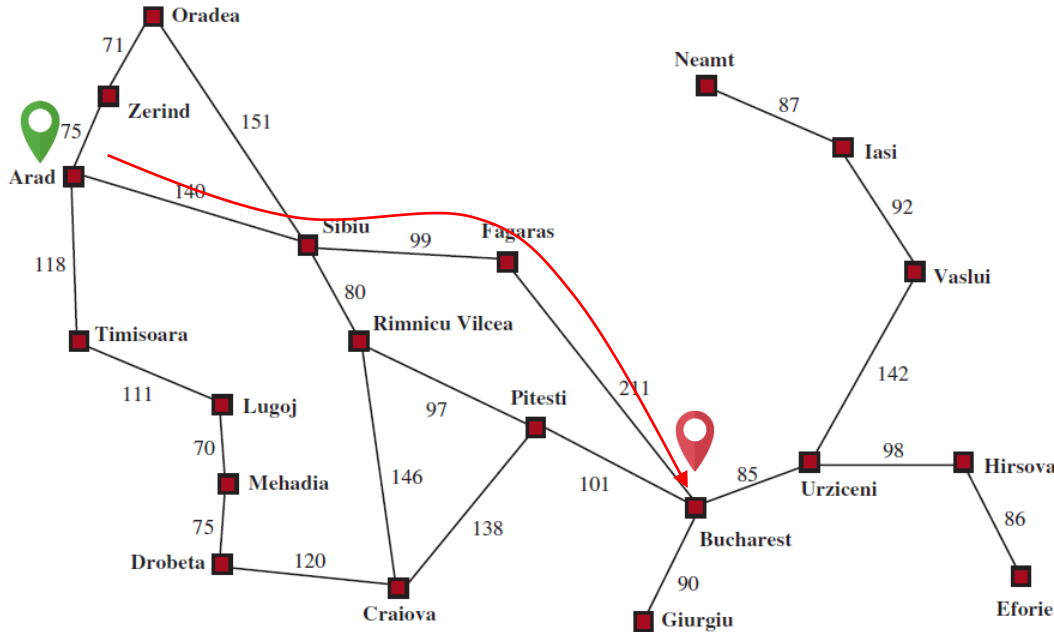 Oradea
71
Neamt
Zerind
87
75
151
Iasi
Arad
140
92
Sibiu
Fagaras
99
118
Vaslui
80
Timisoara
Rimnicu Vilcea
142
111
211
Pitesti
Lugoj
97
70
98
Hirsova
85
Urziceni
146
101
Mehadia
86
75
138
Bucharest
Drobeta
120
90
Craiova
Giurgiu
Eforie